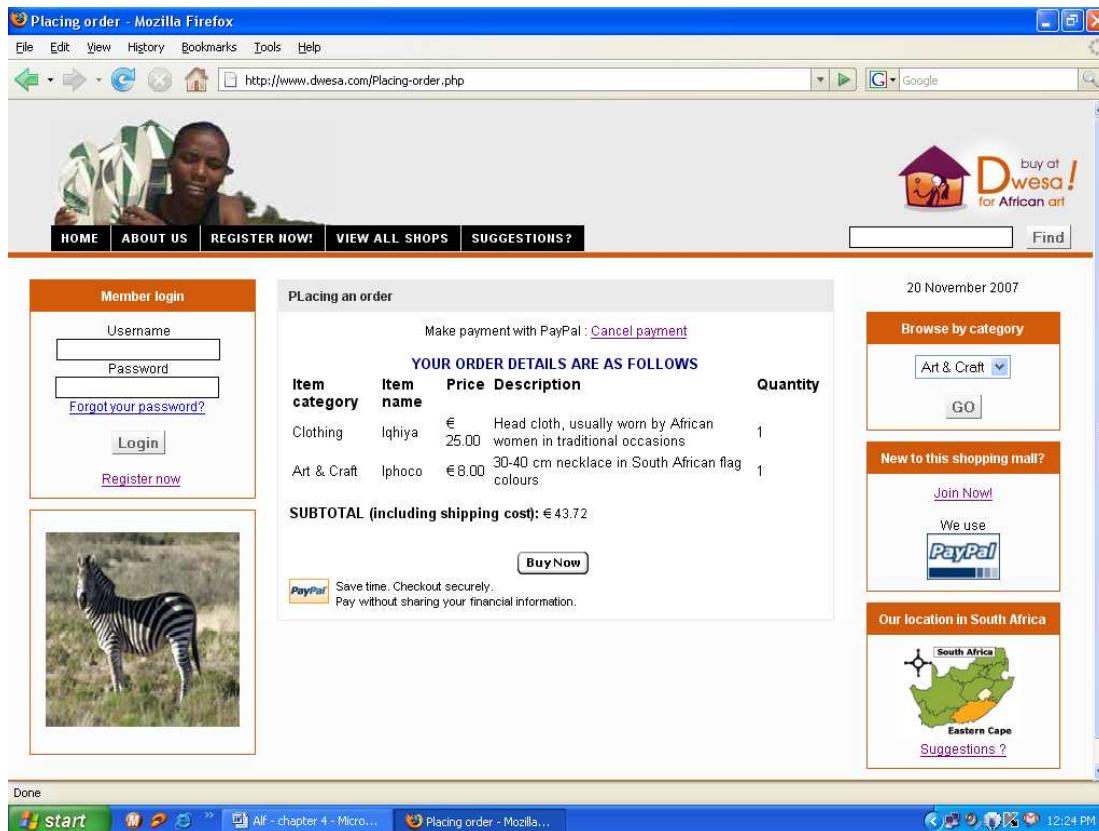 Placing order - Mozilla Firefox
File Edit View History Bookmarks Tools Help
http://www.dwesa.com/Placing-order.php
G Google
buy at
Dwesa!
for African art
HOME ABOUT US REGISTER NOW! VIEW ALL SHOPS SUGGESTIONS?
Find
Member login
Username
Password
Forgot your password?
Login
Register now
PLacing an order
Make payment with PayPal : Cancel payment
YOUR ORDER DETAILS ARE AS FOLLOWS
Item category Item name Price Description Quantity
Clothing Iqhiya € 25.00 Head cloth, usually worn by African
women in traditional occasions 1
Art & Craft Iphoco € 8.00 30-40 cm necklace in South African flag
colours 1
SUBTOTAL (including shipping cost): € 43.72
Buy Now
PayPal Save time. Checkout securely.
Pay without sharing your financial information.
20 November 2007
Browse by category
Art & Craft
GO
New to this shopping mall?
Join Now!
We use
PayPal
Our location in South Africa
South Africa
Eastern Cape
Suggestions ?
Done
start Alf - chapter 4 - Micro... Placing order - Mozilla... 12:24 PM